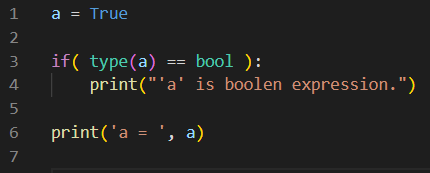 1 a = True
2
3 if( type(a) == bool ):
4 print("'a' is boolen expression.")
5
6 print('a = ', a)
7